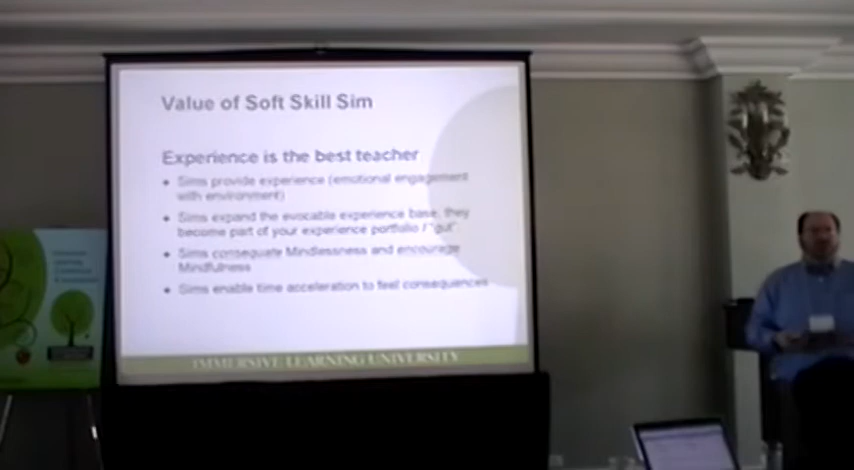 Value of Soft Skill Sim
Experience is the best teacher
• Sims provide experience (emotional engagement
with environment)
• Sims expand the evocable experience base, they
become part of your experience portfolio / "gut"
• Sims consequate Mindlessness and encourage
Mindfulness
• Sims enable time acceleration to feel consequences
IMMERSIVE LEARNING UNIVERSITY